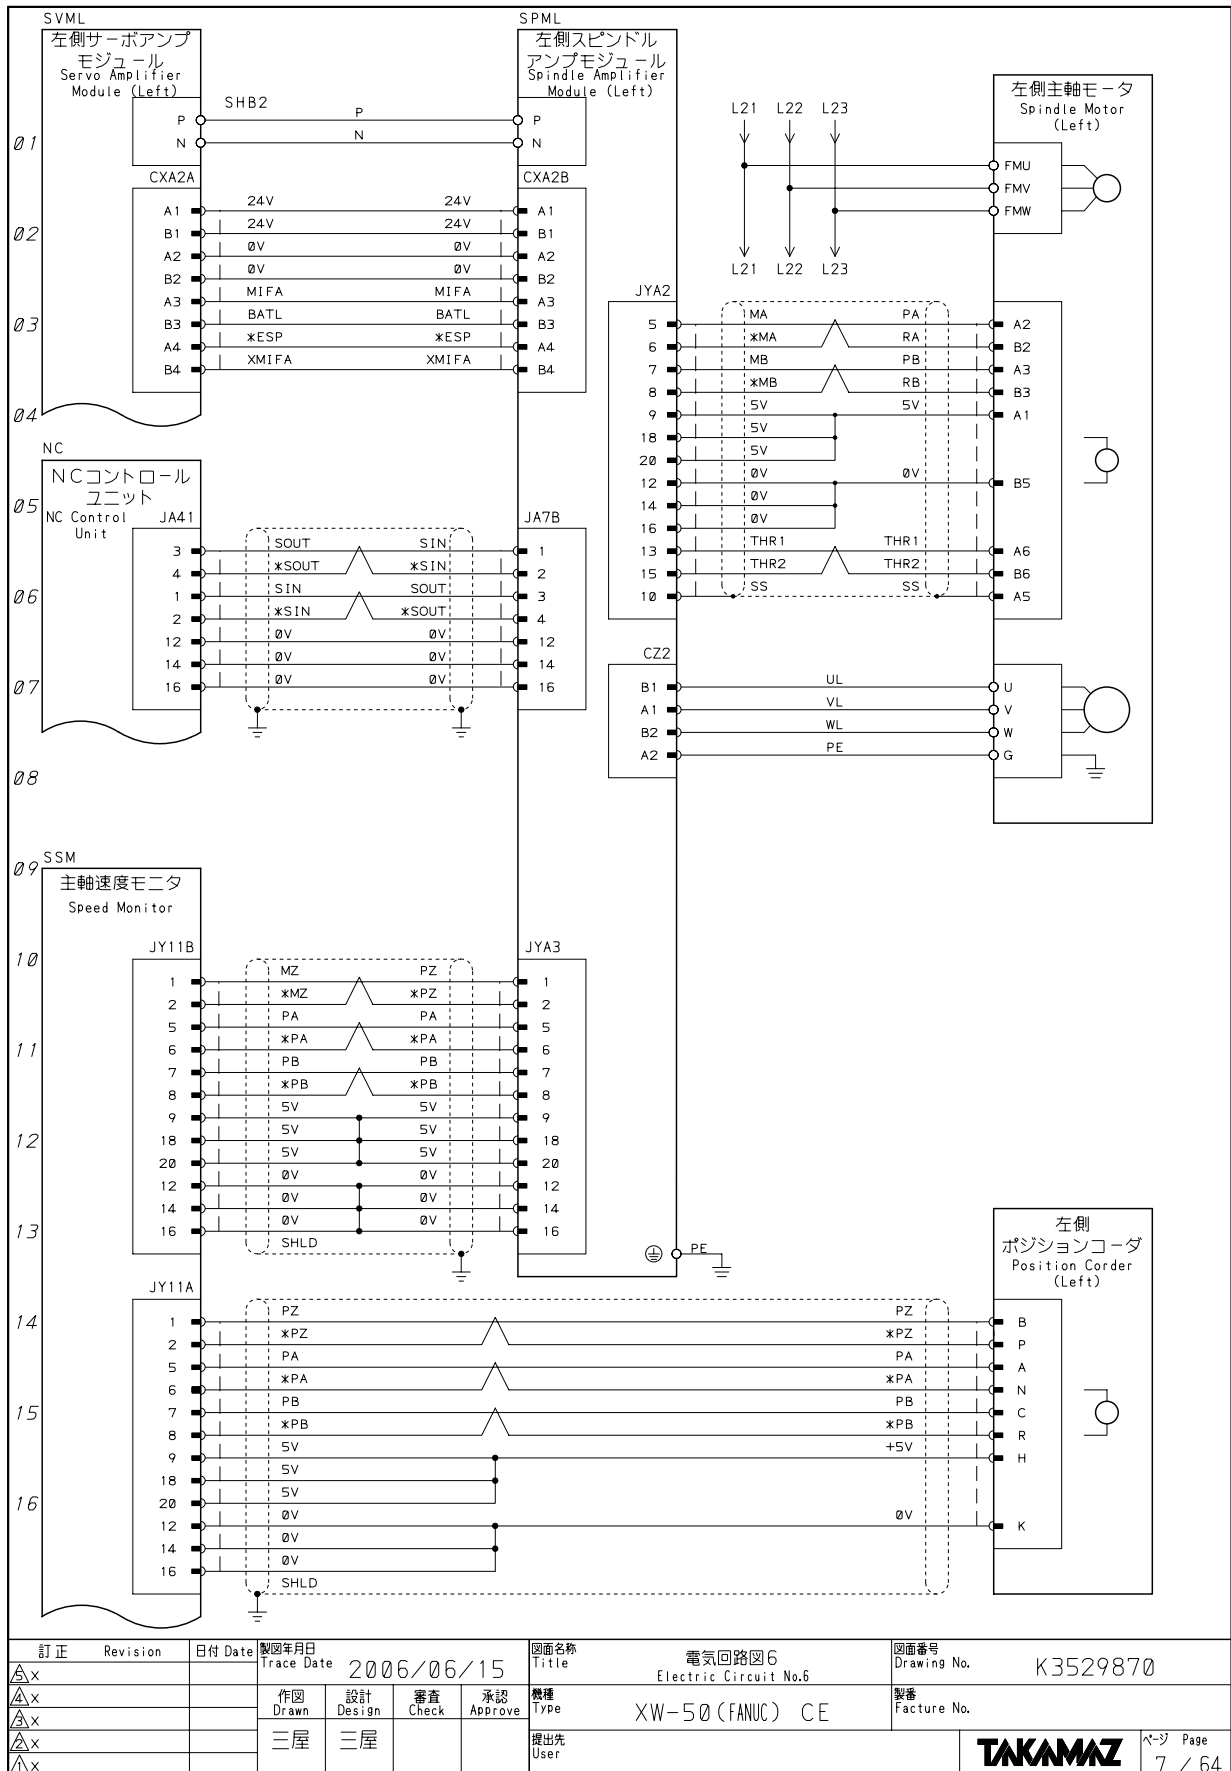 SVML
左側サーボアンプ
モジュール
Servo Amplifier
Module (Left)
SHB2
P
N
P
N
01
SPML
左側スピンドル
アンプモジュール
Spindle Amplifier
Module (Left)
P
N
CXA2A
CXA2B
A1 24V 24V A1
B1 24V 24V B1
02
A2 0V 0V A2
B2 0V 0V B2
A3 MIFA MIFA A3
B3 BATL BATL B3
03
A4 *ESP *ESP A4
B4 XMIFA XMIFA B4
04
L21 L22 L23
L21 L22 L23
左側主軸モータ
Spindle Motor
(Left)
FMU
FMV
FMW
JYA2
5 MA PA A2
6 *MA RA B2
7 MB PB A3
8 *MB RB B3
9 5V 5V A1
18 5V
20 5V
12 0V 0V B5
14 0V
16 0V
13 THR1 THR1 A6
15 THR2 THR2 B6
10 SS SS A5
CZ2
B1 UL U
A1 VL V
B2 WL W
A2 PE G
NC
NCコントロール
ユニット
NC Control
Unit
05
JA41
JA7B
3 SOUT SIN 1
4 *SOUT *SIN 2
06
1 SIN SOUT 3
2 *SIN *SOUT 4
12 0V 0V 12
14 0V 0V 14
07
16 0V 0V 16
08
09
SSM
主軸速度モニタ
Speed Monitor
10
JY11B
JYA3
1 MZ PZ 1
2 *MZ *PZ 2
5 PA PA 5
11
6 *PA *PA 6
7 PB PB 7
8 *PB *PB 8
9 5V 5V 9
12
18 5V 5V 18
20 5V 5V 20
12 0V 0V 12
14 0V 0V 14
13
16 0V 0V 16
SHLD
PE
左側
ポジションコーダ
Position Corder
(Left)
JY11A
14
1 PZ PZ B
2 *PZ *PZ P
5 PA PA A
6 *PA *PA N
15
7 PB PB C
8 *PB *PB R
9 5V +5V H
18 5V
16
20 5V
12 0V 0V K
14 0V
16 0V
SHLD
訂正 Revision 日付 Date
5 x
4 x
3 x
2 x
1 x
製図年月日
Trace Date 2006/06/15
作図 Drawn
設計 Design
審査 Check
承認 Approve
三屋 三屋
図面名称
Title
電気回路図6
Electric Circuit No.6
機種
Type
XW-50(FANUC) CE
提出先
User
図面番号
Drawing No. K3529870
製番
Facture No.
TAKAMAZ
ページ Page
7 / 64